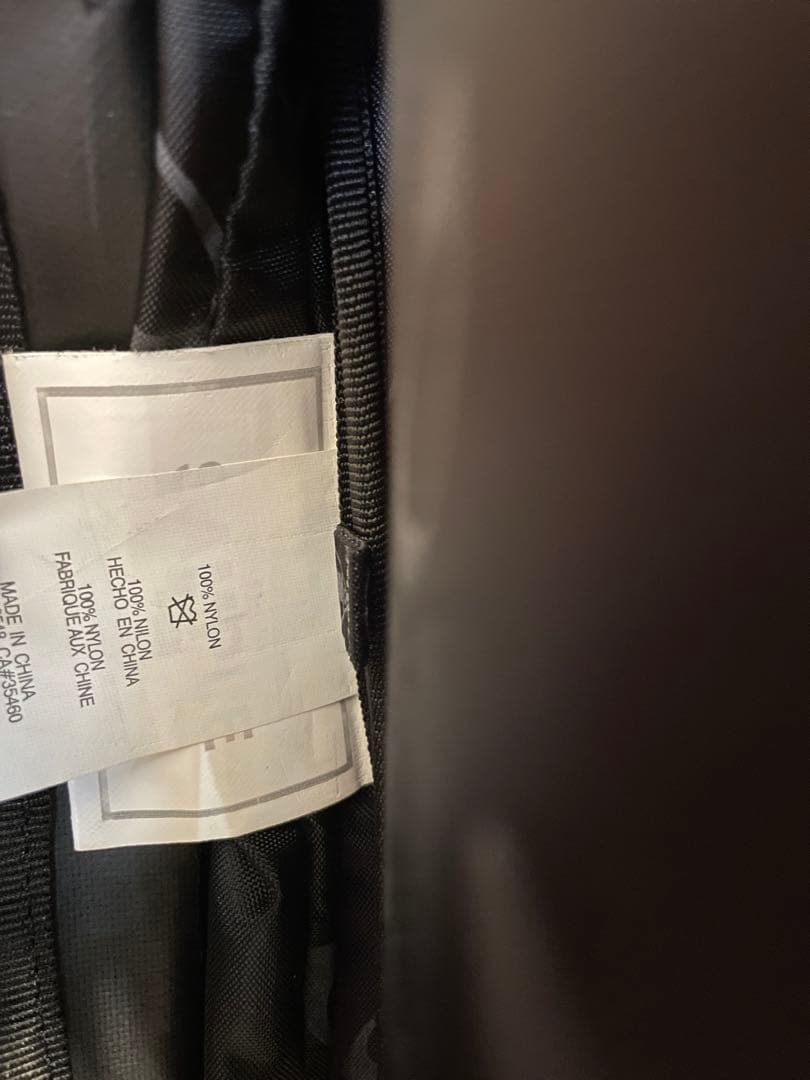 100% NYLON
100% NILON
HECHO EN CHINA
100% NYLON
FABRIQUE AUX CHINE
MADE IN CHINA
CA#35460